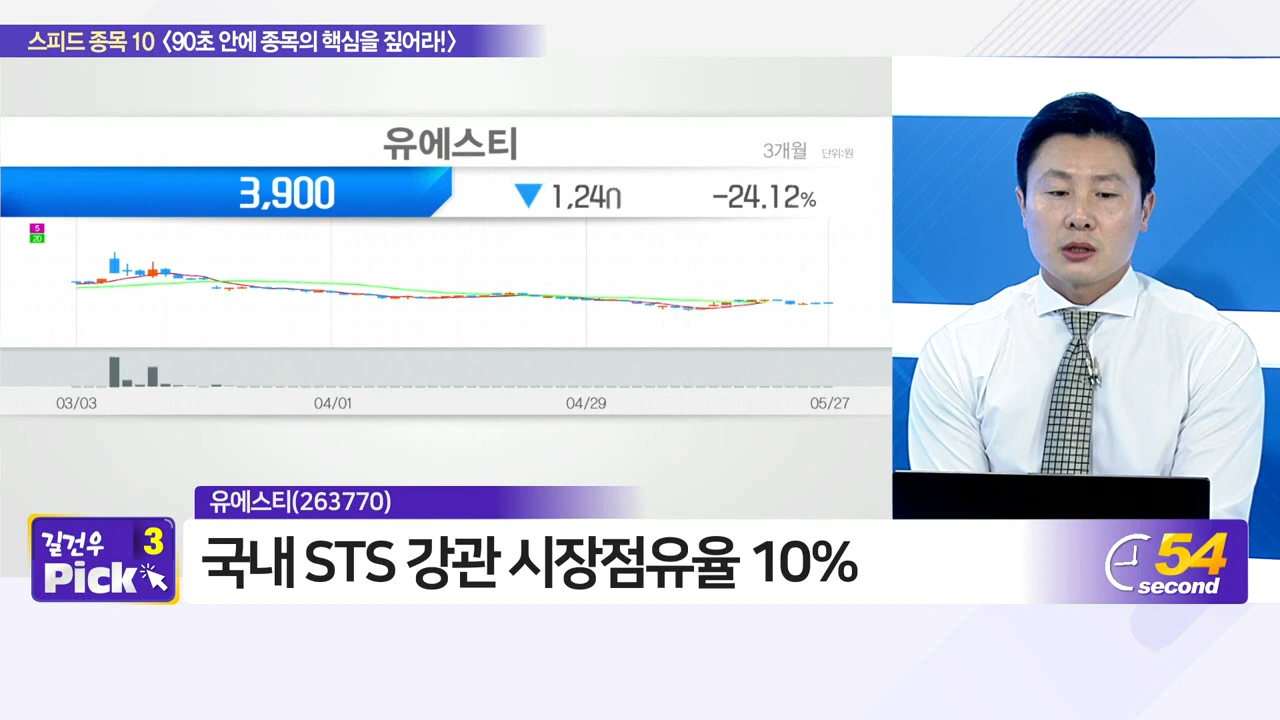 스피드 종목 10 〈90초 안에 종목의 핵심을 짚어라!〉
유에스티
3개월 단위:원
3,900 ▼ 1,240 -24.12%
5
20
03/03 04/01 04/29 05/27
유에스티(263770)
길건우 3
Pick
국내 STS 강관 시장점유율 10%
54
second